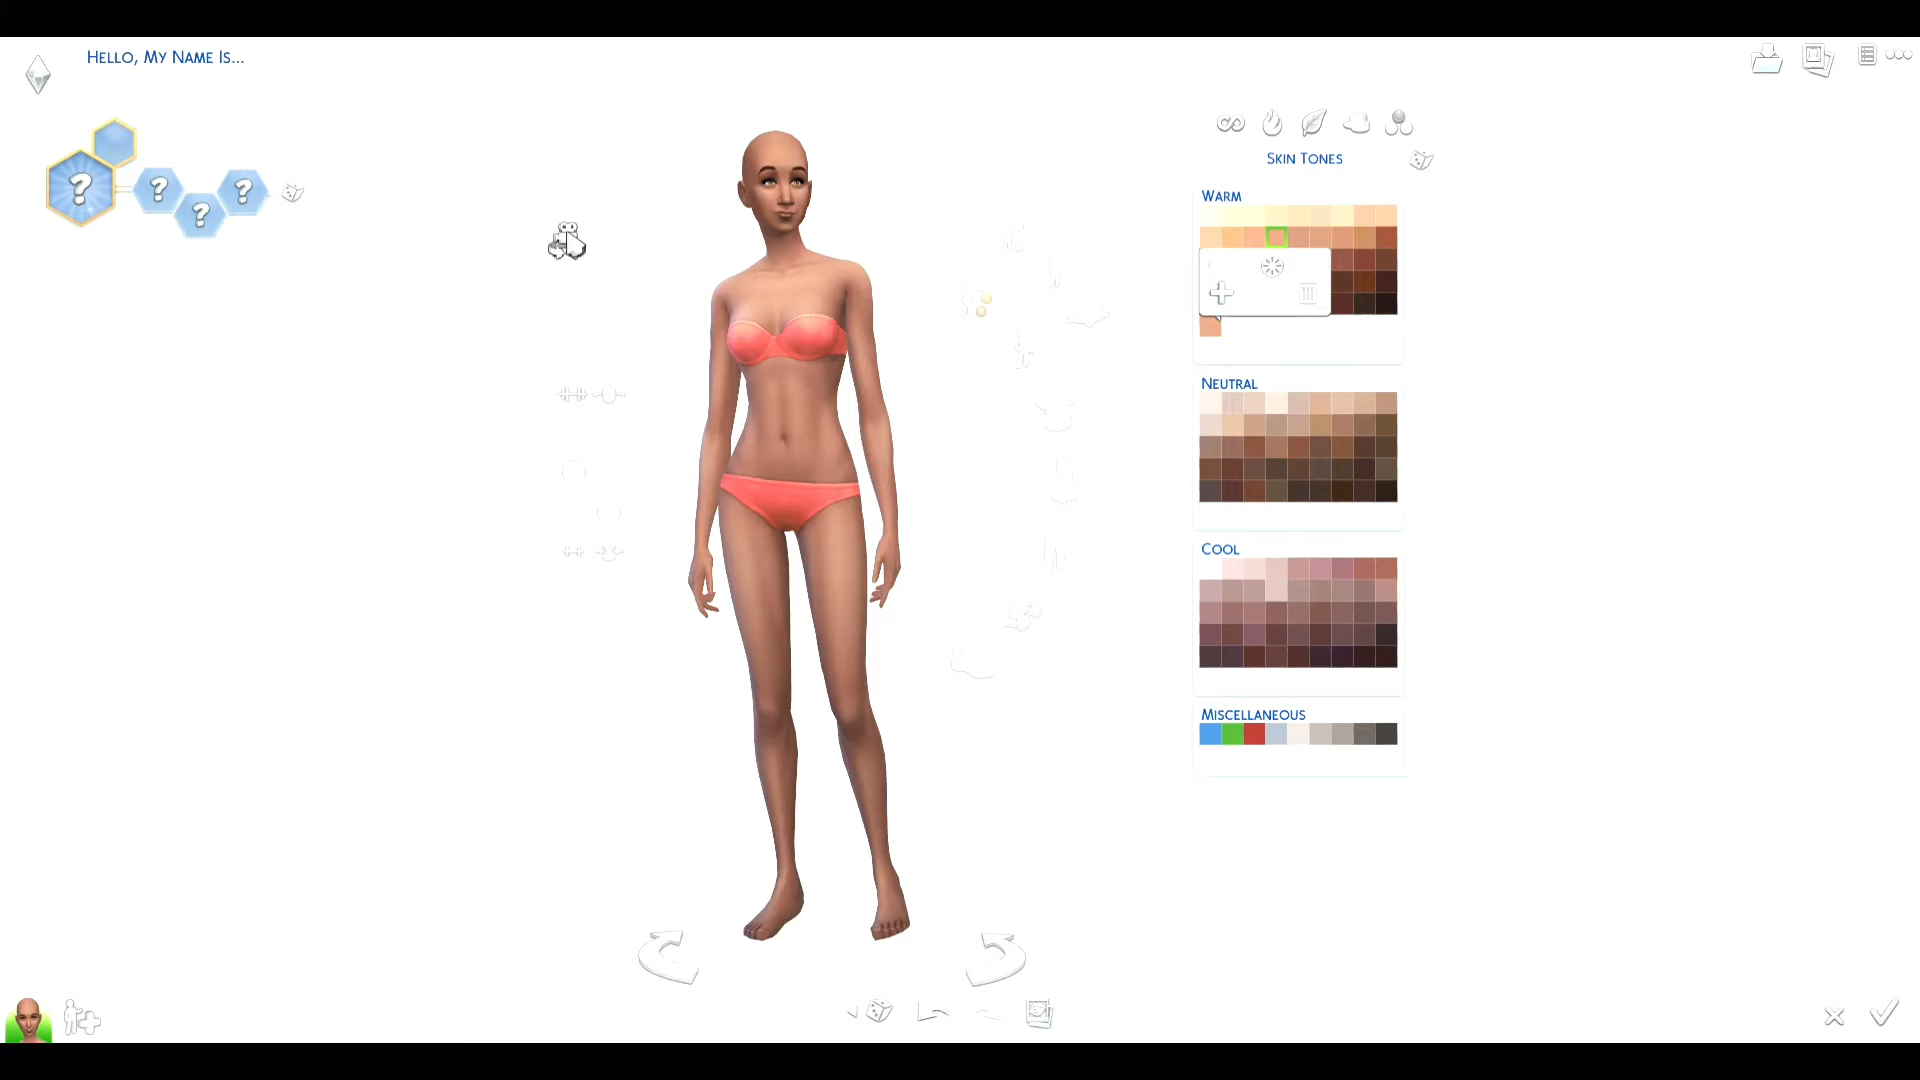 Hello, My Name Is...
Skin Tones
Warm
Neutral
Cool
Miscellaneous